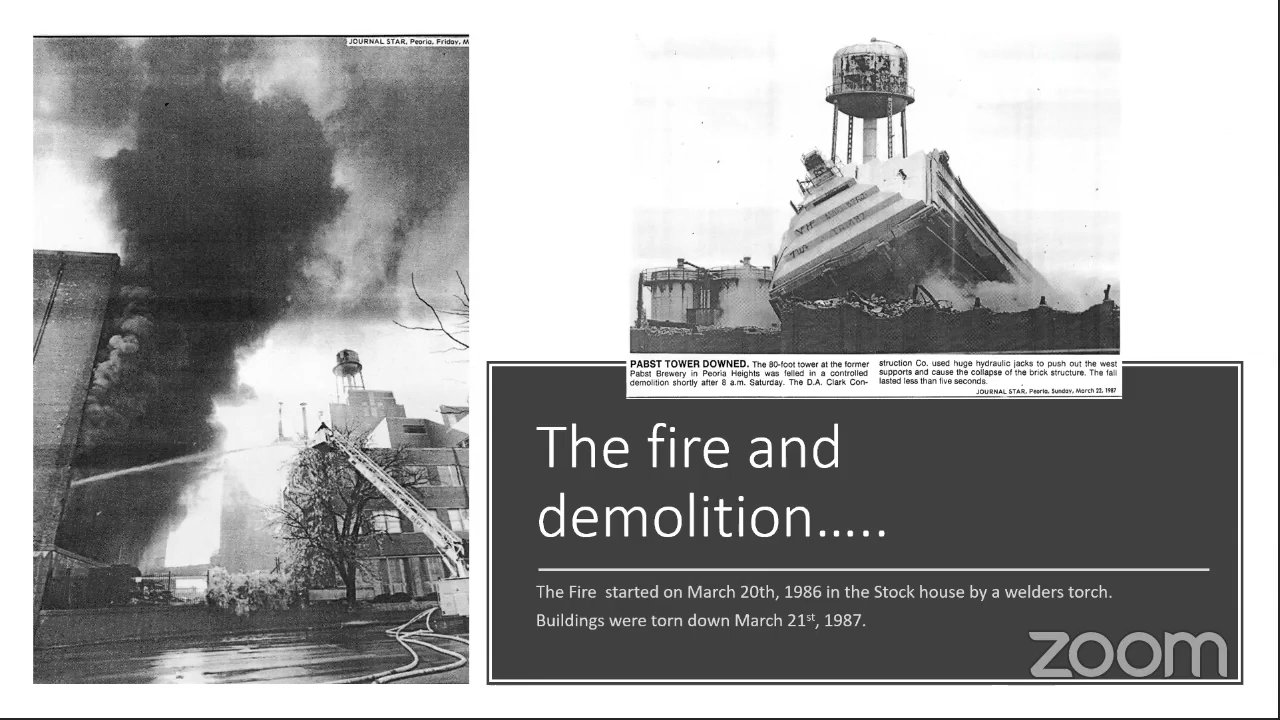 JOURNAL STAR, Peoria, Friday, M
PABST TOWER DOWNED. The 80-foot tower at the former
Pabst Brewery in Peoria Heights was felled in a controlled
demolition shortly after 8 a.m. Saturday. The D.A. Clark Con-
struction Co. used huge hydraulic jacks to push out the west
supports and cause the collapse of the brick structure. The fall
lasted less than five seconds.
JOURNAL STAR, Peoria, Sunday, March 22, 1987
The fire and
demolition…..
The Fire started on March 20th, 1986 in the Stock house by a welders torch.
Buildings were torn down March 21st, 1987.
zoom